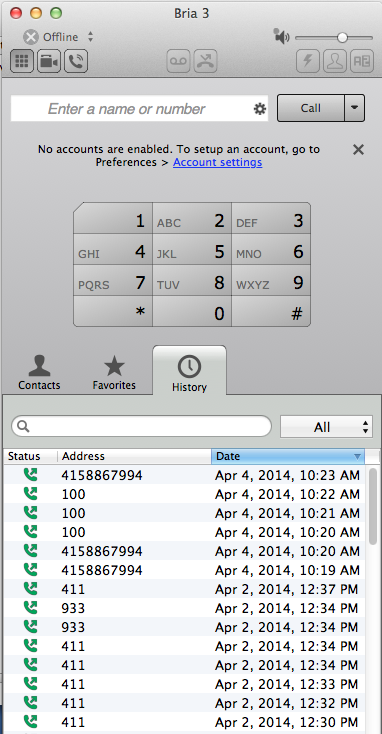 Bria 3
Offline
Enter a name or number
Call
No accounts are enabled. To setup an account, go to
Preferences > Account settings
1 ABC 2 DEF 3
GHI 4 JKL 5 MNO 6
PQRS 7 TUV 8 WXYZ 9
* 0 #
Contacts Favorites History
All
Status Address Date
4158867994 Apr 4, 2014, 10:23 AM
100 Apr 4, 2014, 10:22 AM
100 Apr 4, 2014, 10:21 AM
100 Apr 4, 2014, 10:20 AM
4158867994 Apr 4, 2014, 10:20 AM
4158867994 Apr 4, 2014, 10:19 AM
411 Apr 2, 2014, 12:37 PM
933 Apr 2, 2014, 12:34 PM
933 Apr 2, 2014, 12:34 PM
411 Apr 2, 2014, 12:34 PM
411 Apr 2, 2014, 12:34 PM
411 Apr 2, 2014, 12:33 PM
411 Apr 2, 2014, 12:32 PM
411 Apr 2, 2014, 12:30 PM